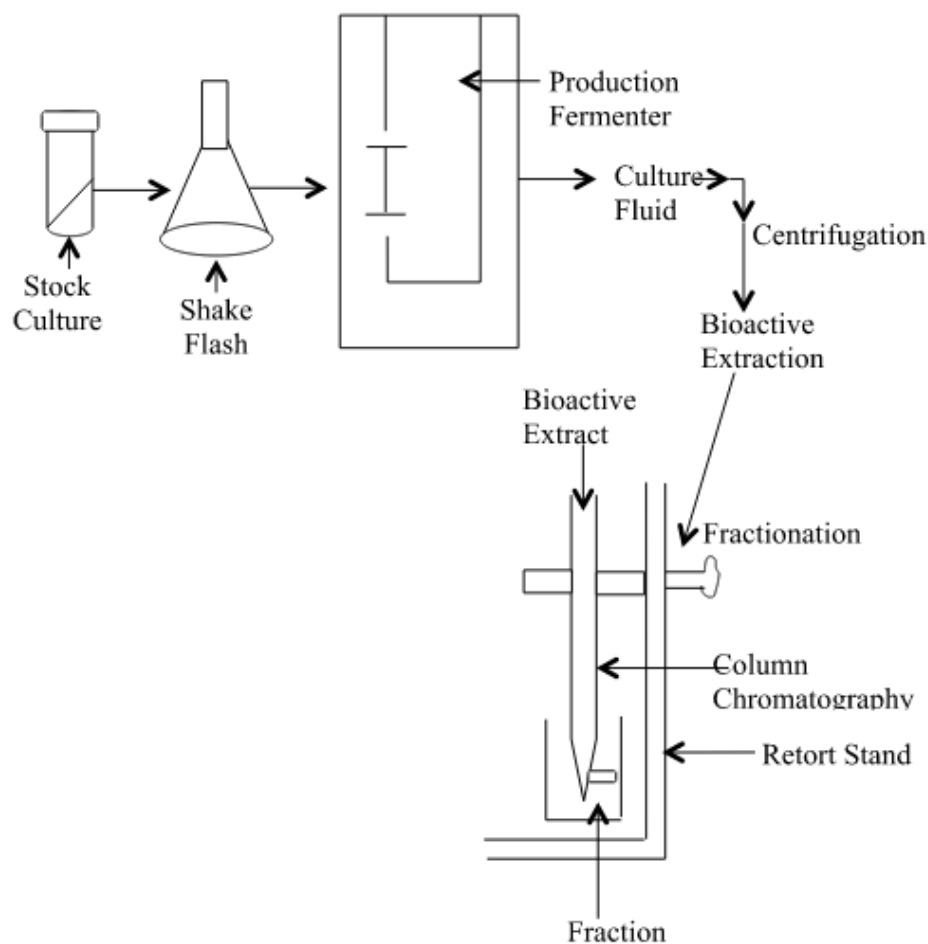 Production
Fermenter
Culture
Fluid
Centrifugation
Stock
Culture
Shake
Flash
Bioactive
Extraction
Bioactive
Extract
Fractionation
Column
Chromatography
Retort Stand
Fraction